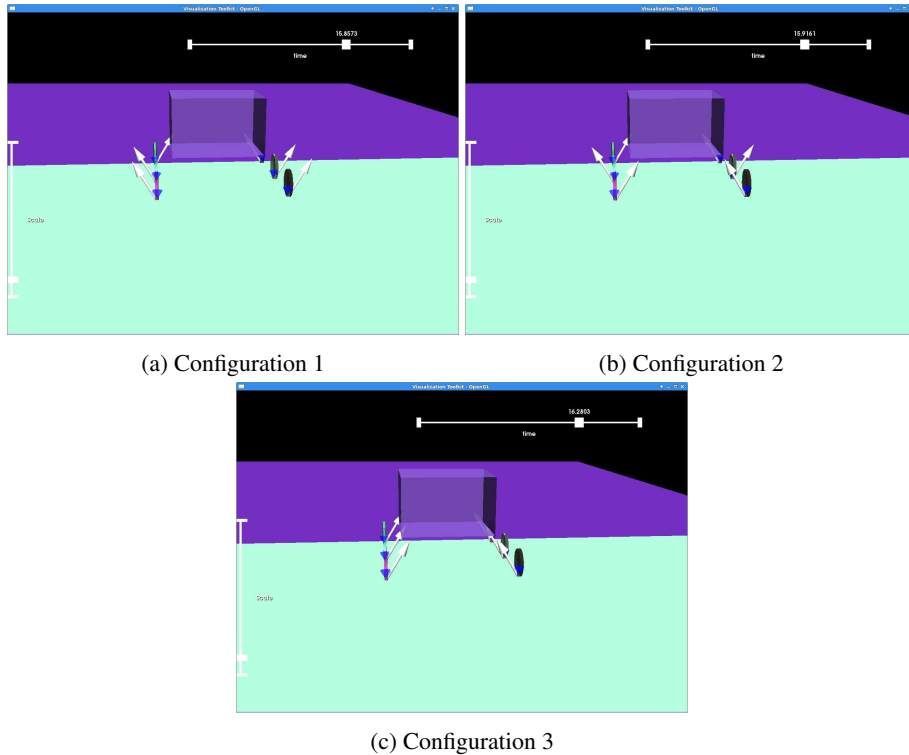 Visualization Toolkit - OpenGL
15.8573
time
Scale
(a) Configuration 1
Visualization Toolkit - OpenGL
15.9161
time
Scale
(b) Configuration 2
Visualization Toolkit - OpenGL
16.2803
time
Scale
(c) Configuration 3